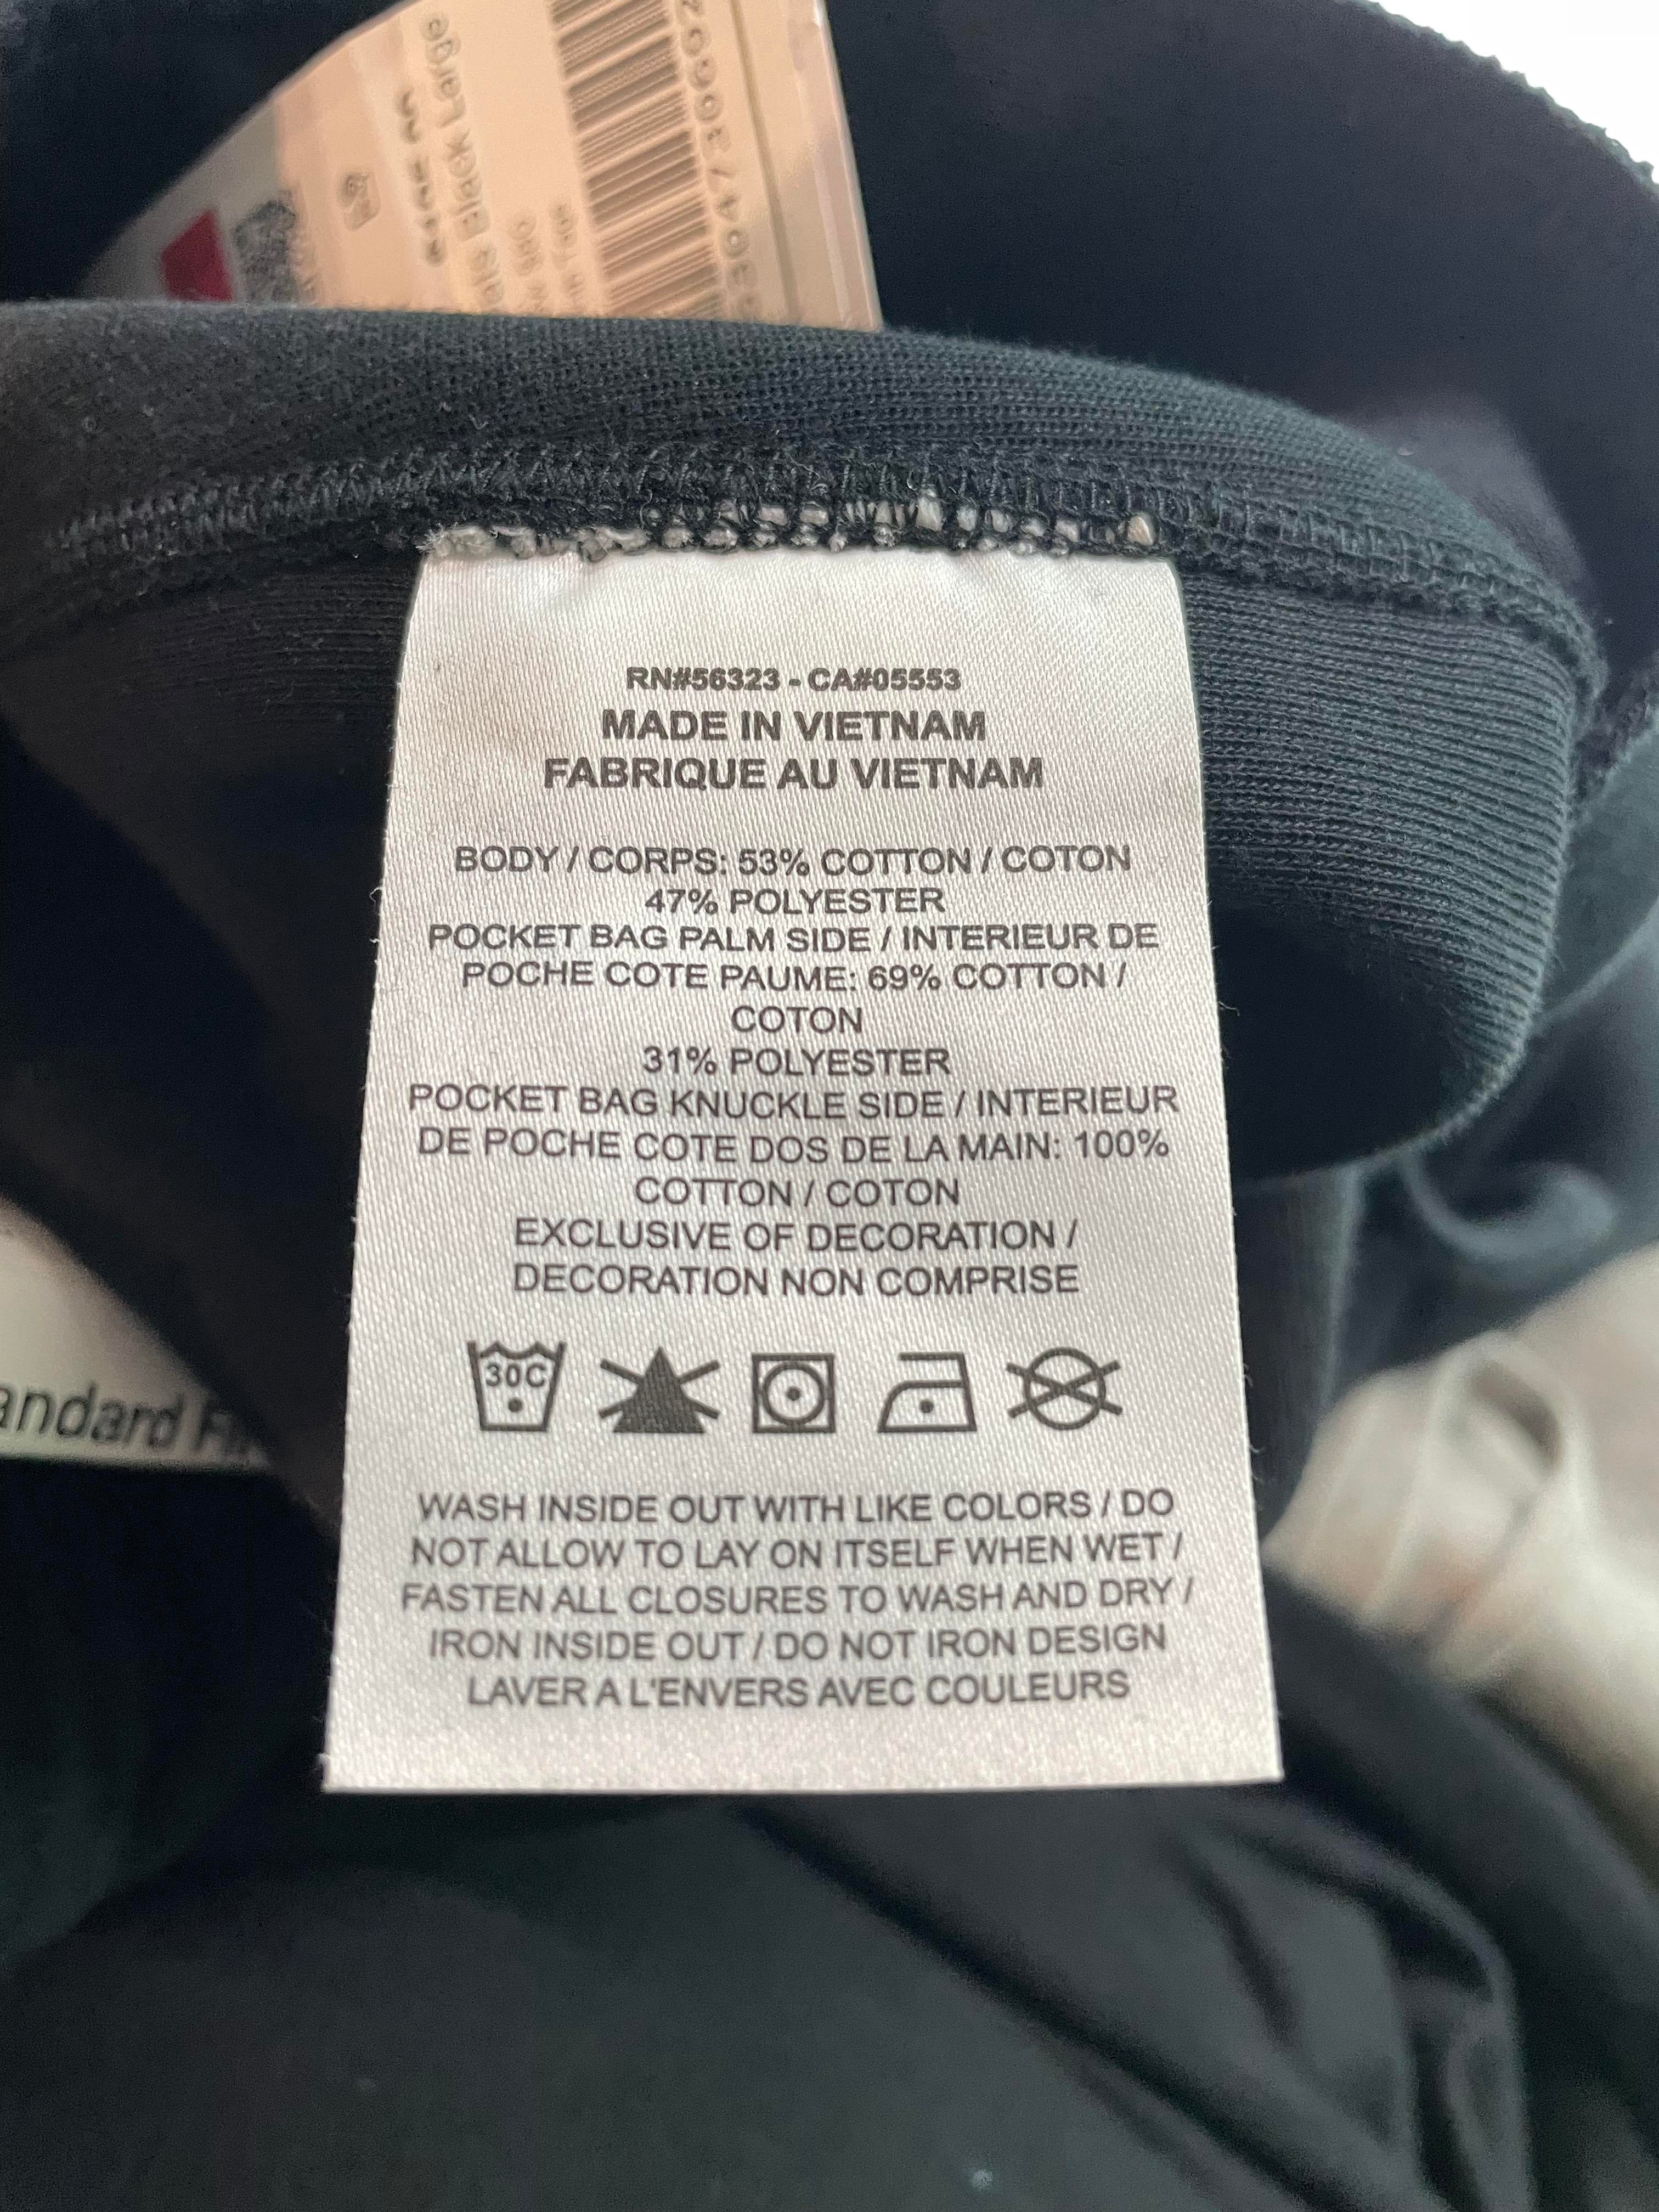 Black Large
RN#56323 - CA#05553
MADE IN VIETNAM
FABRIQUE AU VIETNAM
BODY / CORPS: 53% COTTON / COTON
47% POLYESTER
POCKET BAG PALM SIDE / INTERIEUR DE
POCHE COTE PAUME: 69% COTTON /
COTON
31% POLYESTER
POCKET BAG KNUCKLE SIDE / INTERIEUR
DE POCHE COTE DOS DE LA MAIN: 100%
COTTON / COTON
EXCLUSIVE OF DECORATION /
DECORATION NON COMPRISE
30C
andard
WASH INSIDE OUT WITH LIKE COLORS / DO
NOT ALLOW TO LAY ON ITSELF WHEN WET /
FASTEN ALL CLOSURES TO WASH AND DRY /
IRON INSIDE OUT / DO NOT IRON DESIGN
LAVER A L'ENVERS AVEC COULEURS